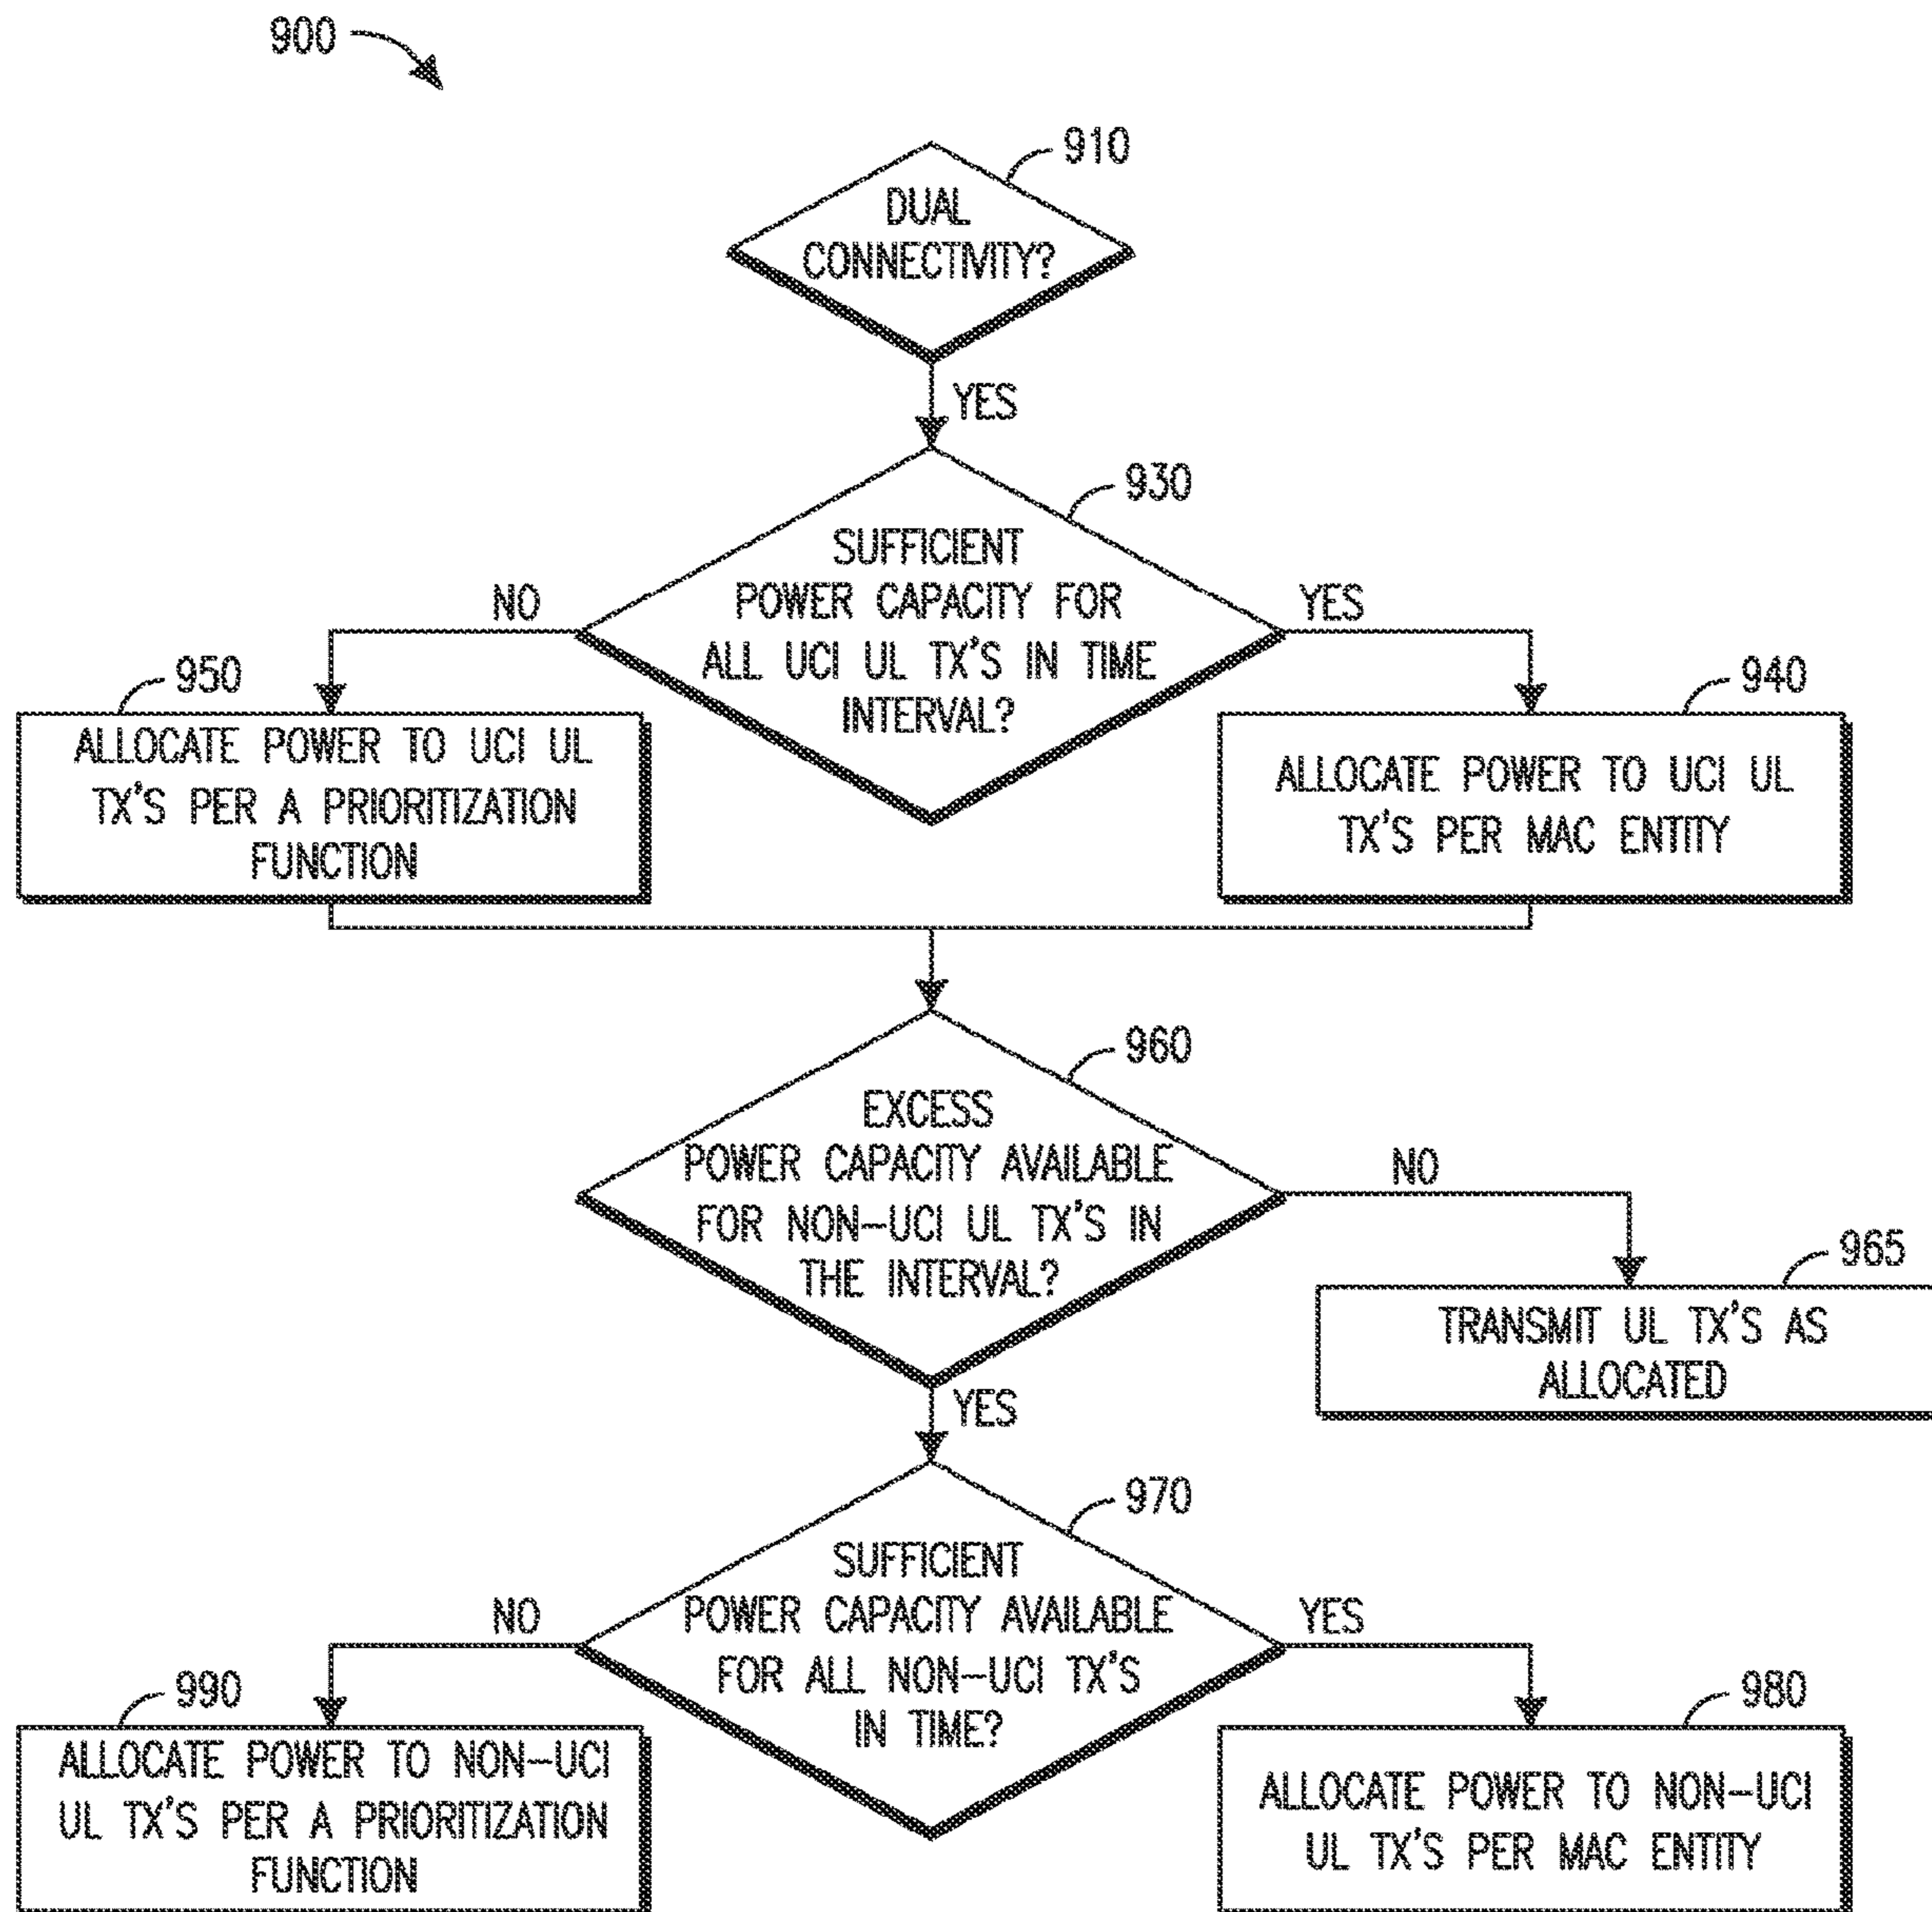 900
910
DUAL
CONNECTIVITY?
YES
930
SUFFICIENT
POWER CAPACITY FOR
ALL UCI UL TX'S IN TIME
INTERVAL?
NO
YES
950
ALLOCATE POWER TO UCI UL
TX'S PER A PRIORITIZATION
FUNCTION
940
ALLOCATE POWER TO UCI UL
TX'S PER MAC ENTITY
960
EXCESS
POWER CAPACITY AVAILABLE
FOR NON-UCI UL TX'S IN
THE INTERVAL?
NO
965
TRANSMIT UL TX'S AS
ALLOCATED
YES
970
SUFFICIENT
POWER CAPACITY AVAILABLE
FOR ALL NON-UCI TX'S
IN TIME?
NO
YES
990
ALLOCATE POWER TO NON-UCI
UL TX'S PER A PRIORITIZATION
FUNCTION
980
ALLOCATE POWER TO NON-UCI
UL TX'S PER MAC ENTITY